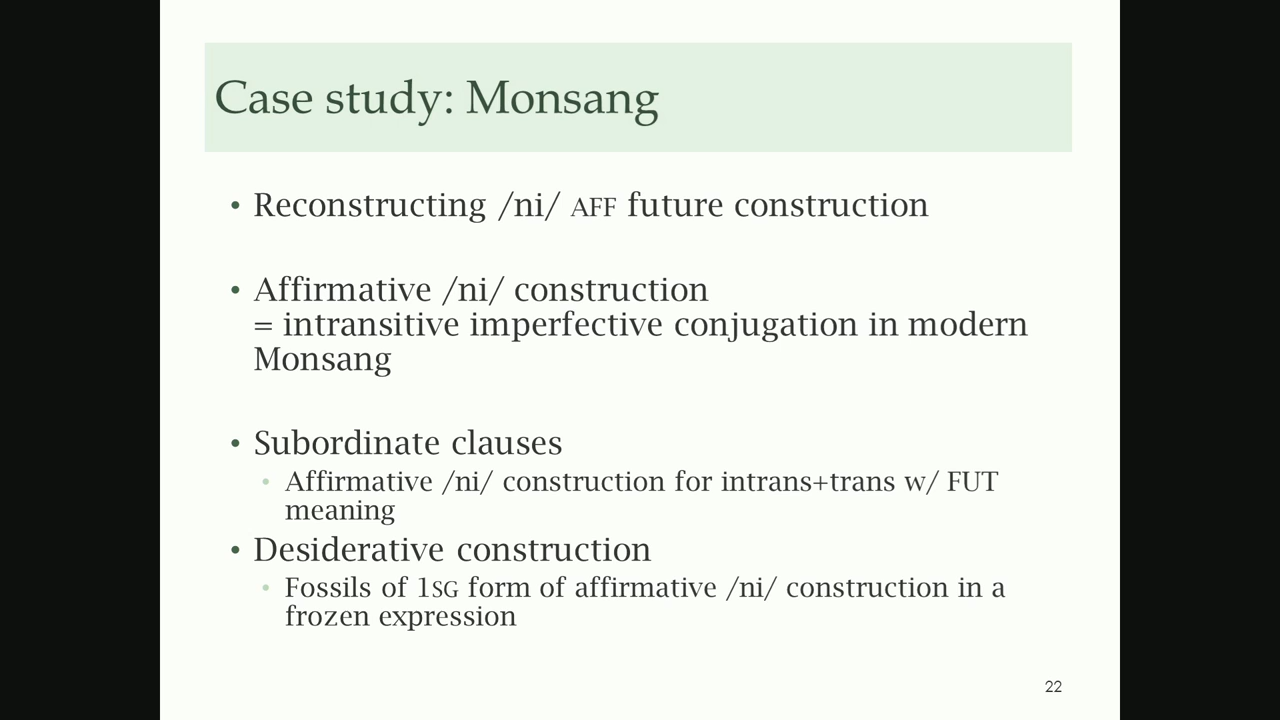 Case study: Monsang
• Reconstructing /ni/ AFF future construction
• Affirmative /ni/ construction
= intransitive imperfective conjugation in modern
Monsang
• Subordinate clauses
• Affirmative /ni/ construction for intrans+trans w/ FUT
meaning
• Desiderative construction
• Fossils of 1SG form of affirmative /ni/ construction in a
frozen expression
22